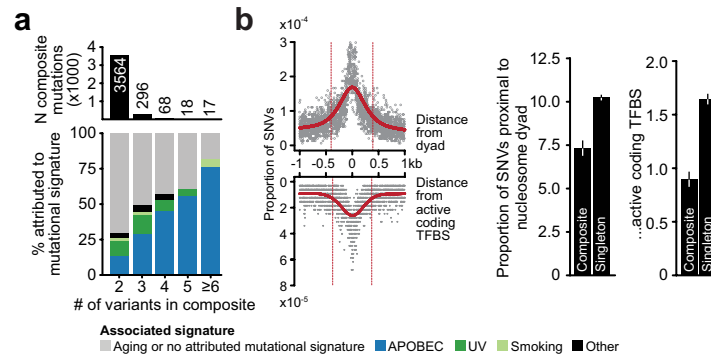 a
N composite
mutations
(x1000)
4
3
2
1
0
3564
296
68
18
17
% attributed to
mutational signature
100
75
50
25
0
2 3 4 5 ≥6
# of variants in composite
b
x10⁻⁴
Proportion of SNVs
3
2
1
0
Distance
from
dyad
-1 -0.5 0 0.5 1kb
0
2
4
6
8
x10⁻⁵
Distance
from
active
coding
TFBS
Proportion of SNVs proximal to
nucleosome dyad
12.5
10.0
7.5
5.0
2.5
0
Composite
Singleton
...active coding TFBS
2.0
1.5
1.0
0.5
0
Composite
Singleton
Associated signature
Aging or no attributed mutational signature APOBEC UV Smoking Other